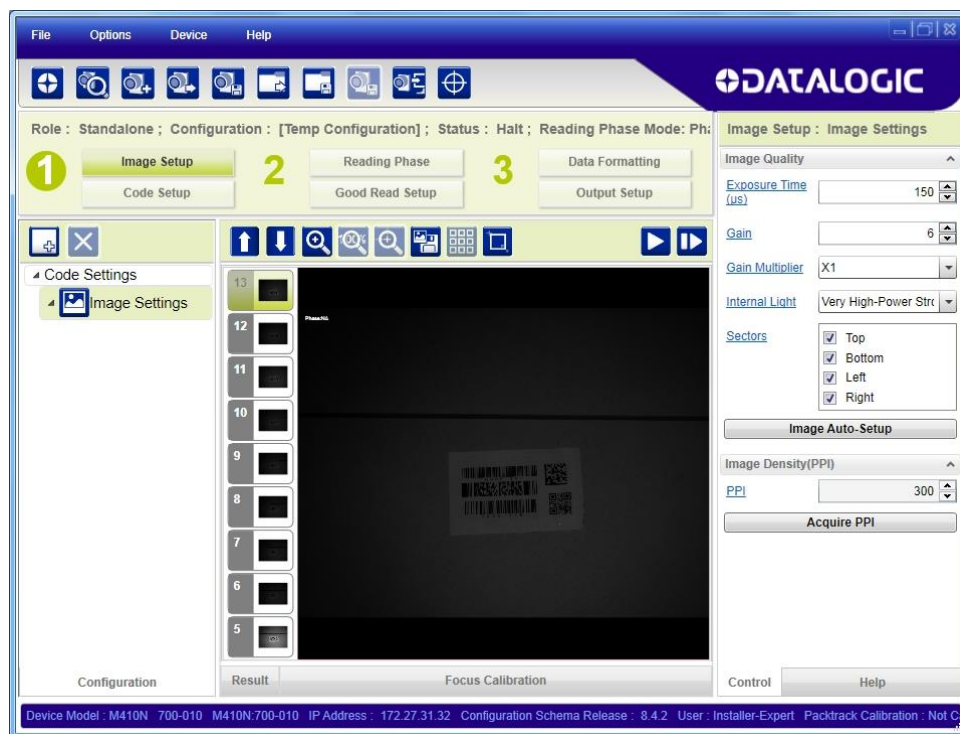 File Options Device Help
DATALOGIC
Role : Standalone ; Configuration : [Temp Configuration] ; Status : Halt ; Reading Phase Mode: Pha
Image Setup : Image Settings
1 Image Setup 2 Reading Phase 3 Data Formatting
Code Setup Good Read Setup Output Setup
Image Quality
Exposure Time (µs) 150
Gain 6
Gain Multiplier X1
Internal Light Very High-Power Strc
Sectors
Top
Bottom
Left
Right
Image Auto-Setup
Image Density(PPI)
PPI 300
Acquire PPI
Code Settings
Image Settings
13
12
11
10
9
8
7
6
5
Phase:NA
Configuration Result Focus Calibration Control Help
Device Model : M410N 700-010 M410N:700-010 IP Address : 172.27.31.32 Configuration Schema Release : 8.4.2 User : Installer-Expert Packtrack Calibration : Not C